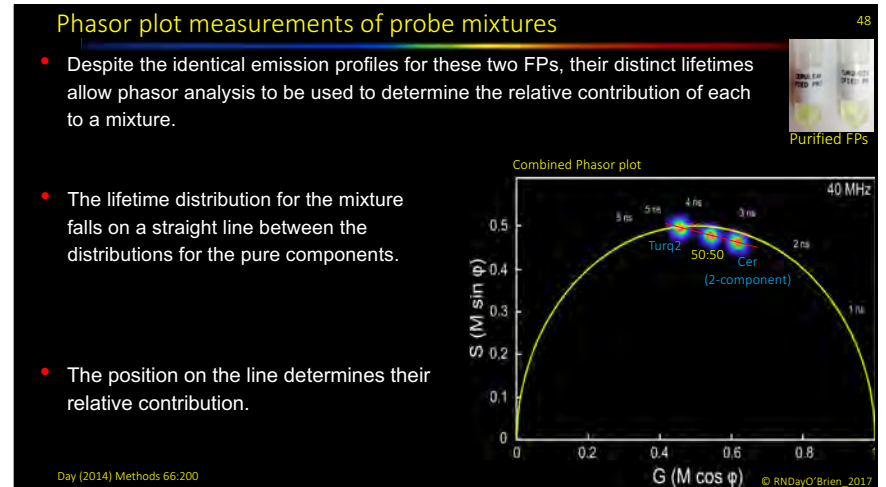 Phasor plot measurements of probe mixtures
48
• Despite the identical emission profiles for these two FPs, their distinct lifetimes
allow phasor analysis to be used to determine the relative contribution of each
to a mixture.
Purified FPs
• The lifetime distribution for the mixture
falls on a straight line between the
distributions for the pure components.
• The position on the line determines their
relative contribution.
Combined Phasor plot
40 MHz
5 ns
4 ns
3 ns
2 ns
1 ns
Turq2
50:50
Cer
(2-component)
S (M sin φ)
0.5
0.4
0.3
0.2
0.1
0
0
0.2
0.4
0.6
0.8
1
G (M cos φ)
Day (2014) Methods 66:200
© RNDayO'Brien_2017